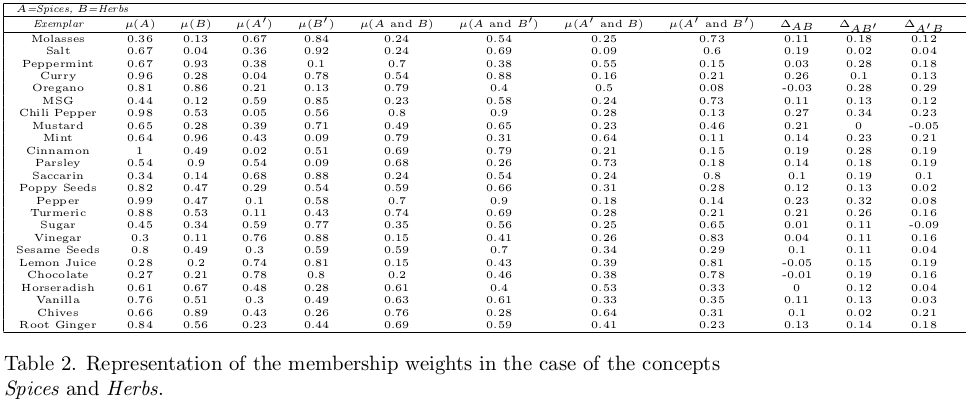 A=Spices, B=Herbs
Exemplar μ(A) μ(B) μ(A′) μ(B′) μ(A and B) μ(A and B′) μ(A′ and B) μ(A′ and B′) Δ_AB Δ_AB′ Δ_A′B
Molasses 0.36 0.13 0.67 0.84 0.24 0.54 0.25 0.73 0.11 0.18 0.12
Salt 0.67 0.04 0.36 0.92 0.24 0.69 0.09 0.6 0.19 0.02 0.04
Peppermint 0.67 0.93 0.38 0.1 0.7 0.38 0.55 0.15 0.03 0.28 0.18
Curry 0.96 0.28 0.04 0.78 0.54 0.88 0.16 0.21 0.26 0.1 0.13
Oregano 0.81 0.86 0.21 0.13 0.79 0.4 0.5 0.08 -0.03 0.28 0.29
MSG 0.44 0.12 0.59 0.85 0.23 0.58 0.24 0.73 0.11 0.13 0.12
Chili Pepper 0.98 0.53 0.05 0.56 0.8 0.9 0.28 0.13 0.27 0.34 0.23
Mustard 0.65 0.28 0.39 0.71 0.49 0.65 0.23 0.46 0.21 0 -0.05
Mint 0.64 0.96 0.43 0.09 0.79 0.31 0.64 0.11 0.14 0.23 0.21
Cinnamon 1 0.49 0.02 0.51 0.69 0.79 0.21 0.15 0.19 0.28 0.19
Parsley 0.54 0.9 0.54 0.09 0.68 0.26 0.73 0.18 0.14 0.18 0.19
Saccarin 0.34 0.14 0.68 0.88 0.24 0.54 0.24 0.8 0.1 0.19 0.1
Poppy Seeds 0.82 0.47 0.29 0.54 0.59 0.66 0.31 0.28 0.12 0.13 0.02
Pepper 0.99 0.47 0.1 0.58 0.7 0.9 0.18 0.14 0.23 0.32 0.08
Turmeric 0.88 0.53 0.11 0.43 0.74 0.69 0.28 0.21 0.21 0.26 0.16
Sugar 0.45 0.34 0.59 0.77 0.35 0.56 0.25 0.65 0.01 0.11 -0.09
Vinegar 0.3 0.11 0.76 0.88 0.15 0.41 0.26 0.83 0.04 0.11 0.16
Sesame Seeds 0.8 0.49 0.3 0.59 0.59 0.7 0.34 0.29 0.1 0.11 0.04
Lemon Juice 0.28 0.2 0.74 0.81 0.15 0.43 0.39 0.81 -0.05 0.15 0.19
Chocolate 0.27 0.21 0.78 0.8 0.2 0.46 0.38 0.78 -0.01 0.19 0.16
Horseradish 0.61 0.67 0.48 0.28 0.61 0.4 0.53 0.33 0 0.12 0.04
Vanilla 0.76 0.51 0.3 0.49 0.63 0.61 0.33 0.35 0.11 0.13 0.03
Chives 0.66 0.89 0.43 0.26 0.76 0.28 0.64 0.31 0.1 0.02 0.21
Root Ginger 0.84 0.56 0.23 0.44 0.69 0.59 0.41 0.23 0.13 0.14 0.18
Table 2. Representation of the membership weights in the case of the concepts
Spices and Herbs.